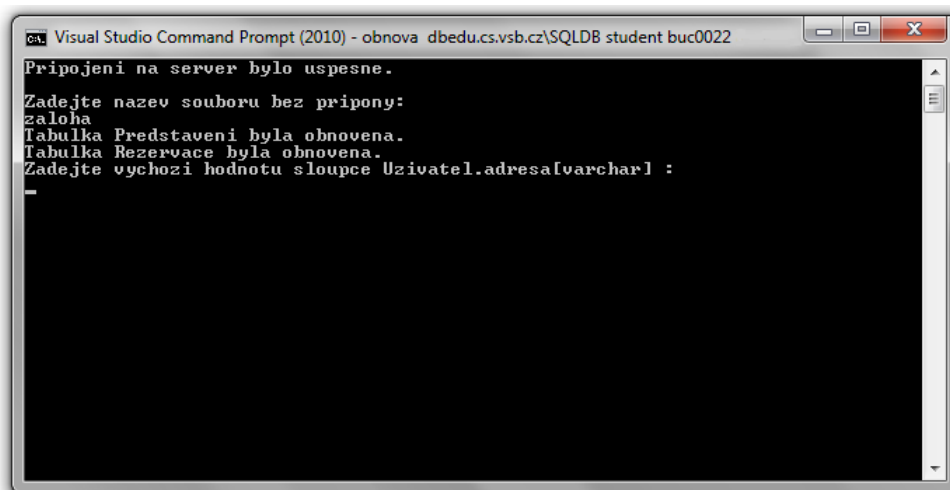 Visual Studio Command Prompt (2010) - obnova dbedu.cs.vsb.cz\SQLDB student buc0022
Pripojeni na server bylo uspesne.
Zadejte nazev souboru bez pripony:
zaloha
Tabulka Predstaveni byla obnovena.
Tabulka Rezervace byla obnovena.
Zadejte vychozi hodnotu sloupce Uzivatel.adresa[varchar] :